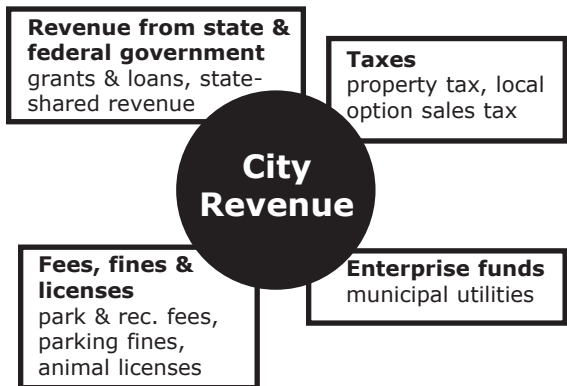 Revenue from state &
federal government
grants & loans, state-
shared revenue
Taxes
property tax, local
option sales tax
City
Revenue
Fees, fines &
licenses
park & rec. fees,
parking fines,
animal licenses
Enterprise funds
municipal utilities